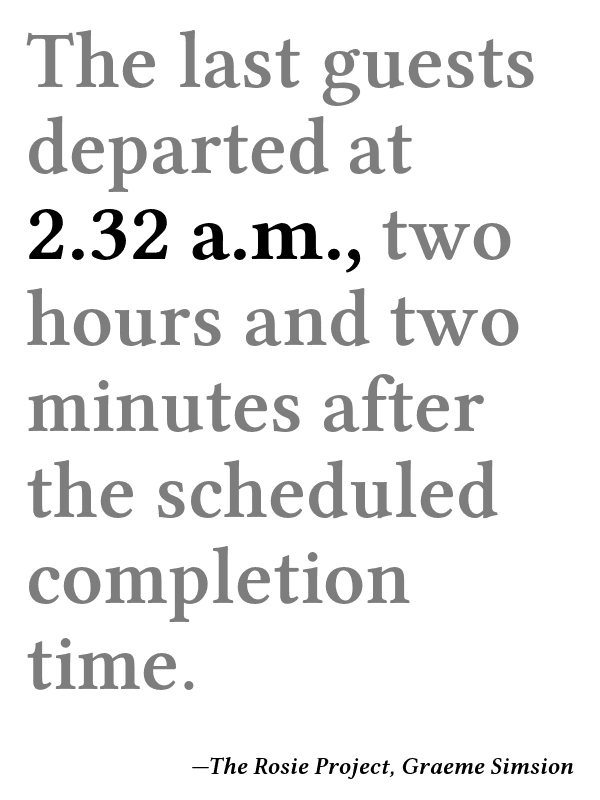 The last guests
departed at
2.32 a.m., two
hours and two
minutes after
the scheduled
completion
time.
—The Rosie Project, Graeme Simsion